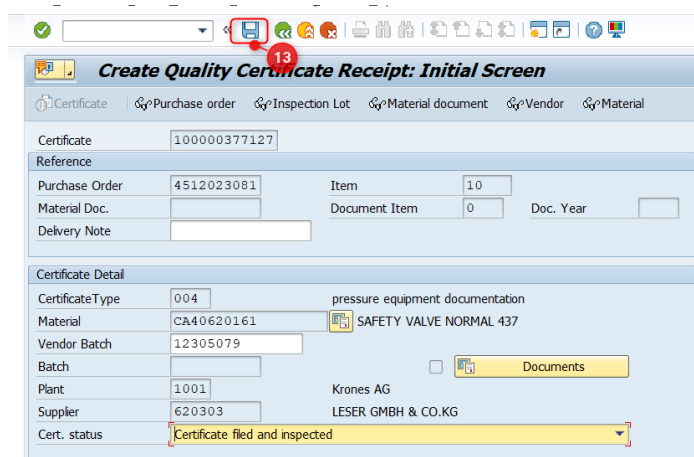 13
Create Quality Certificate Receipt: Initial Screen
Certificate Purchase order Inspection Lot Material document Vendor Material
Certificate 100000377127
Reference
Purchase Order 4512023081 Item 10
Material Doc. Document Item 0 Doc. Year
Delivery Note
Certificate Detail
CertificateType 004 pressure equipment documentation
Material CA40620161 SAFETY VALVE NORMAL 437
Vendor Batch 12305079
Batch Documents
Plant 1001 Krones AG
Supplier 620303 LESER GMBH & CO.KG
Cert. status Certificate filed and inspected